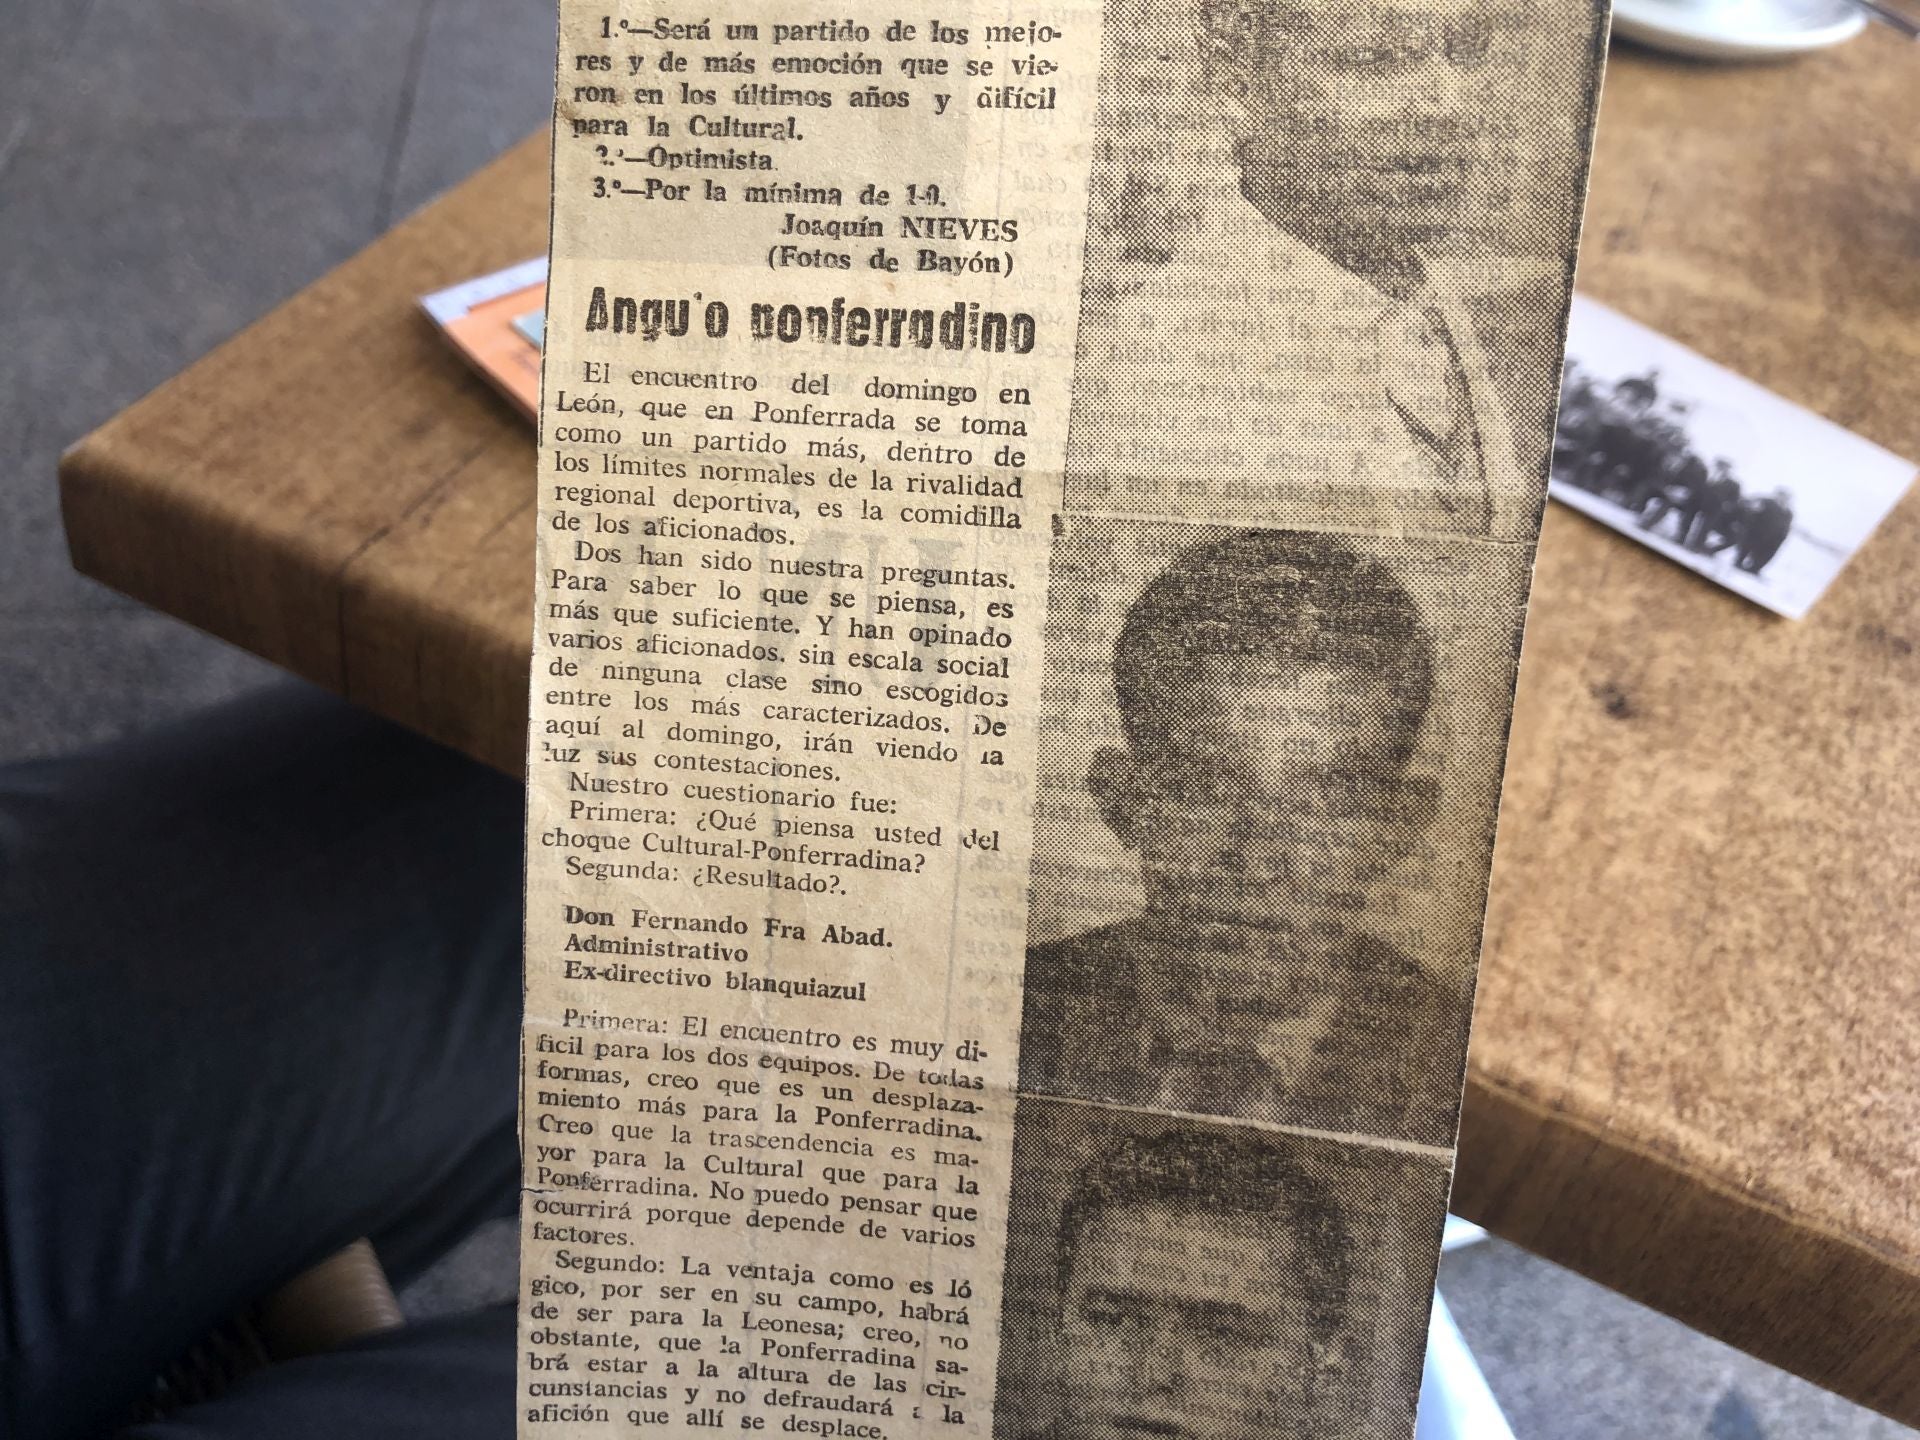 1.º—Será un partido de los mejo-
res y de más emoción que se vie-
ron en los últimos años y difícil
para la Cultural.
2.º—Optimista.
3.º—Por la mínima de 1-0.
Joaquín NIEVES
(Fotos de Bayón)
Angu'o ponferradino
El encuentro del domingo en
León, que en Ponferrada se toma
como un partido más, dentro de
los límites normales de la rivalidad
regional deportiva, es la comidilla
de los aficionados.
Dos han sido nuestra preguntas.
Para saber lo que se piensa, es
más que suficiente. Y han opinado
varios aficionados. sin escala social
de ninguna clase sino escogidos
entre los más caracterizados. De
aquí al domingo, irán viendo la
luz sus contestaciones.
Nuestro cuestionario fue:
Primera: ¿Qué piensa usted del
choque Cultural-Ponferradina?
Segunda: ¿Resultado?.
Don Fernando Fra Abad.
Administrativo
Ex-directivo blanquiazul
Primera: El encuentro es muy di-
ficil para los dos equipos. De todas
formas, creo que es un desplaza-
miento más para la Ponferradina.
Creo que la trascendencia es ma-
yor para la Cultural que para la
Ponferradina. No puedo pensar que
ocurrirá porque depende de varios
factores.
Segundo: La ventaja como es ló
gico, por ser en su campo, habrá
de ser para la Leonesa; creo, no
obstante, que la Ponferradina sa-
brá estar a la altura de las cir-
cunstancias y no defraudará a la
afición que allí se desplace.